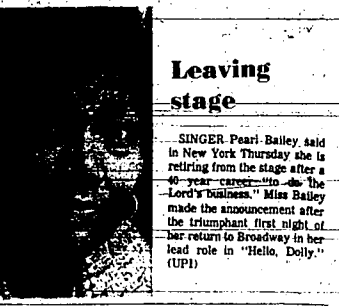 Leaving
stage
SINGER Pearl Bailey said
in New York Thursday she is
retiring from the stage after a
40 year career "to do the
Lord's business." Miss Bailey
made the announcement after
the triumphant first night of
her return to Broadway in her
lead role in "Hello, Dolly."
(UPI)